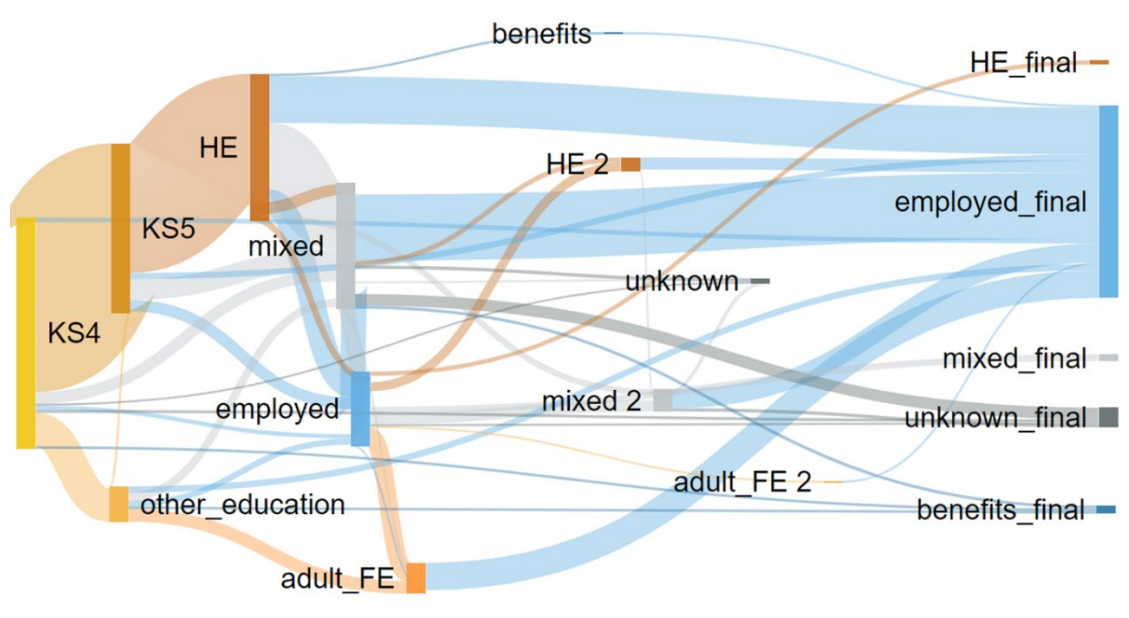 benefits
HE_final
HE
HE 2
employed_final
KS5
mixed
unknown
KS4
mixed_final
employed
mixed 2
unknown_final
adult_FE 2
other_education
benefits_final
adult_FE